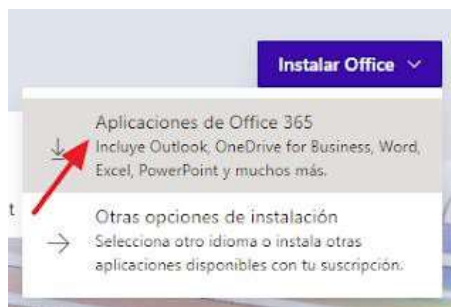 Instalar Office
Aplicaciones de Office 365
Incluye Outlook, OneDrive for Business, Word,
Excel, PowerPoint y muchos más.
t
Otras opciones de instalación
Selecciona otro idioma o instala otras
aplicaciones disponibles con tu suscripción.